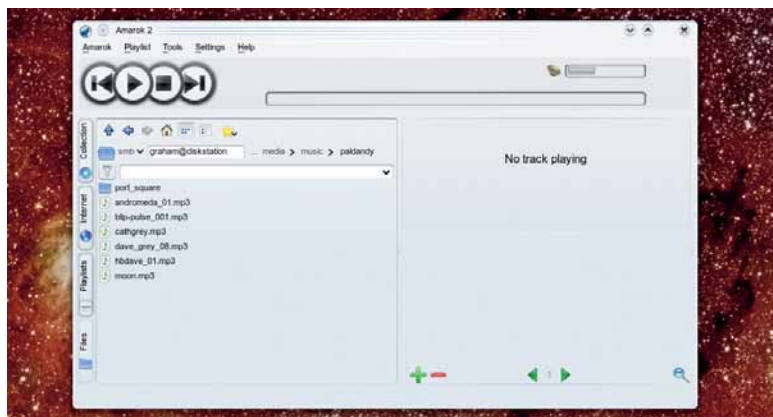 Amarok 2
Amarok Playlist Tools Settings Help
Collection
Internet
Playlists
Files
smb graham@diskstation ... media > music > paldandy
port_square
andromeda_01.mp3
blip-pulse_001.mp3
cathgrey.mp3
dave_grey_08.mp3
hbdave_01.mp3
moon.mp3
No track playing